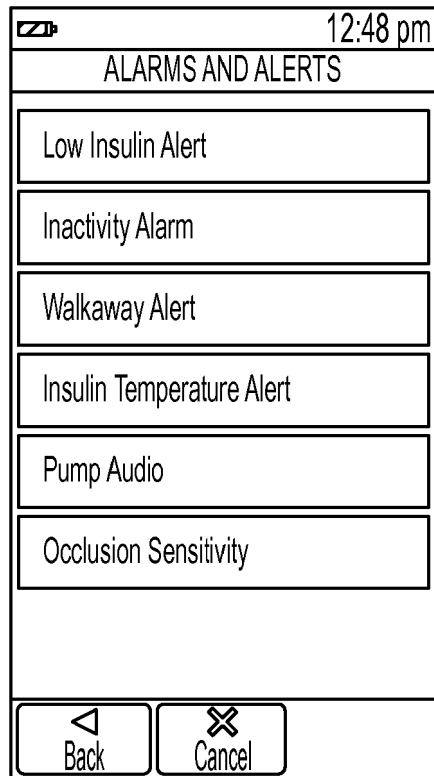 12:48 pm
ALARMS AND ALERTS
Low Insulin Alert
Inactivity Alarm
Walkaway Alert
Insulin Temperature Alert
Pump Audio
Occlusion Sensitivity
Back Cancel